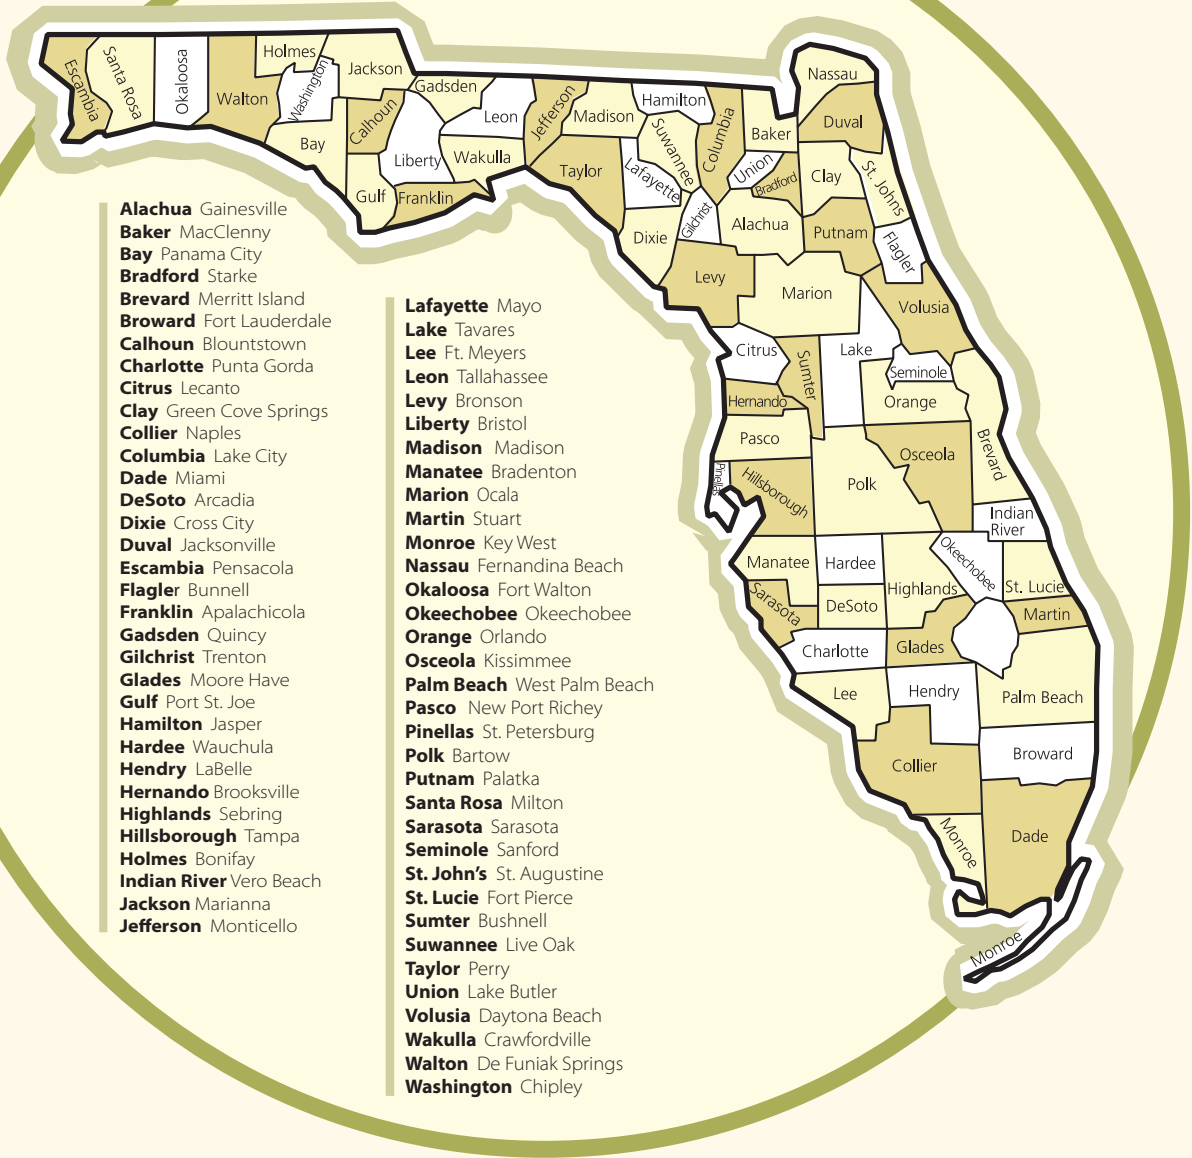 Escambia
Santa Rosa
Okaloosa
Walton
Holmes
Washington
Jackson
Bay
Calhoun
Gulf
Gadsden
Liberty
Franklin
Leon
Wakulla
Jefferson
Madison
Taylor
Hamilton
Suwannee
Lafayette
Dixie
Columbia
Gilchrist
Levy
Baker
Union
Bradford
Alachua
Nassau
Duval
Clay
St. Johns
Putnam
Flagler
Marion
Volusia
Citrus
Sumter
Lake
Seminole
Orange
Hernando
Pasco
Brevard
Osceola
Polk
Pinellas
Hillsborough
Indian
River
Manatee
Hardee
Highlands
Okeechobee
St. Lucie
Sarasota
DeSoto
Martin
Charlotte
Glades
Lee
Hendry
Palm Beach
Collier
Broward
Monroe
Dade
Monroe
Alachua Gainesville
Baker MacClenny
Bay Panama City
Bradford Starke
Brevard Merritt Island
Broward Fort Lauderdale
Calhoun Blountstown
Charlotte Punta Gorda
Citrus Lecanto
Clay Green Cove Springs
Collier Naples
Columbia Lake City
Dade Miami
DeSoto Arcadia
Dixie Cross City
Duval Jacksonville
Escambia Pensacola
Flagler Bunnell
Franklin Apalachicola
Gadsden Quincy
Gilchrist Trenton
Glades Moore Have
Gulf Port St. Joe
Hamilton Jasper
Hardee Wauchula
Hendry LaBelle
Hernando Brooksville
Highlands Sebring
Hillsborough Tampa
Holmes Bonifay
Indian River Vero Beach
Jackson Marianna
Jefferson Monticello
Lafayette Mayo
Lake Tavares
Lee Ft. Meyers
Leon Tallahassee
Levy Bronson
Liberty Bristol
Madison Madison
Manatee Bradenton
Marion Ocala
Martin Stuart
Monroe Key West
Nassau Fernandina Beach
Okaloosa Fort Walton
Okeechobee Okeechobee
Orange Orlando
Osceola Kissimmee
Palm Beach West Palm Beach
Pasco New Port Richey
Pinellas St. Petersburg
Polk Bartow
Putnam Palatka
Santa Rosa Milton
Sarasota Sarasota
Seminole Sanford
St. John's St. Augustine
St. Lucie Fort Pierce
Sumter Bushnell
Suwannee Live Oak
Taylor Perry
Union Lake Butler
Volusia Daytona Beach
Wakulla Crawfordville
Walton De Funiak Springs
Washington Chipley